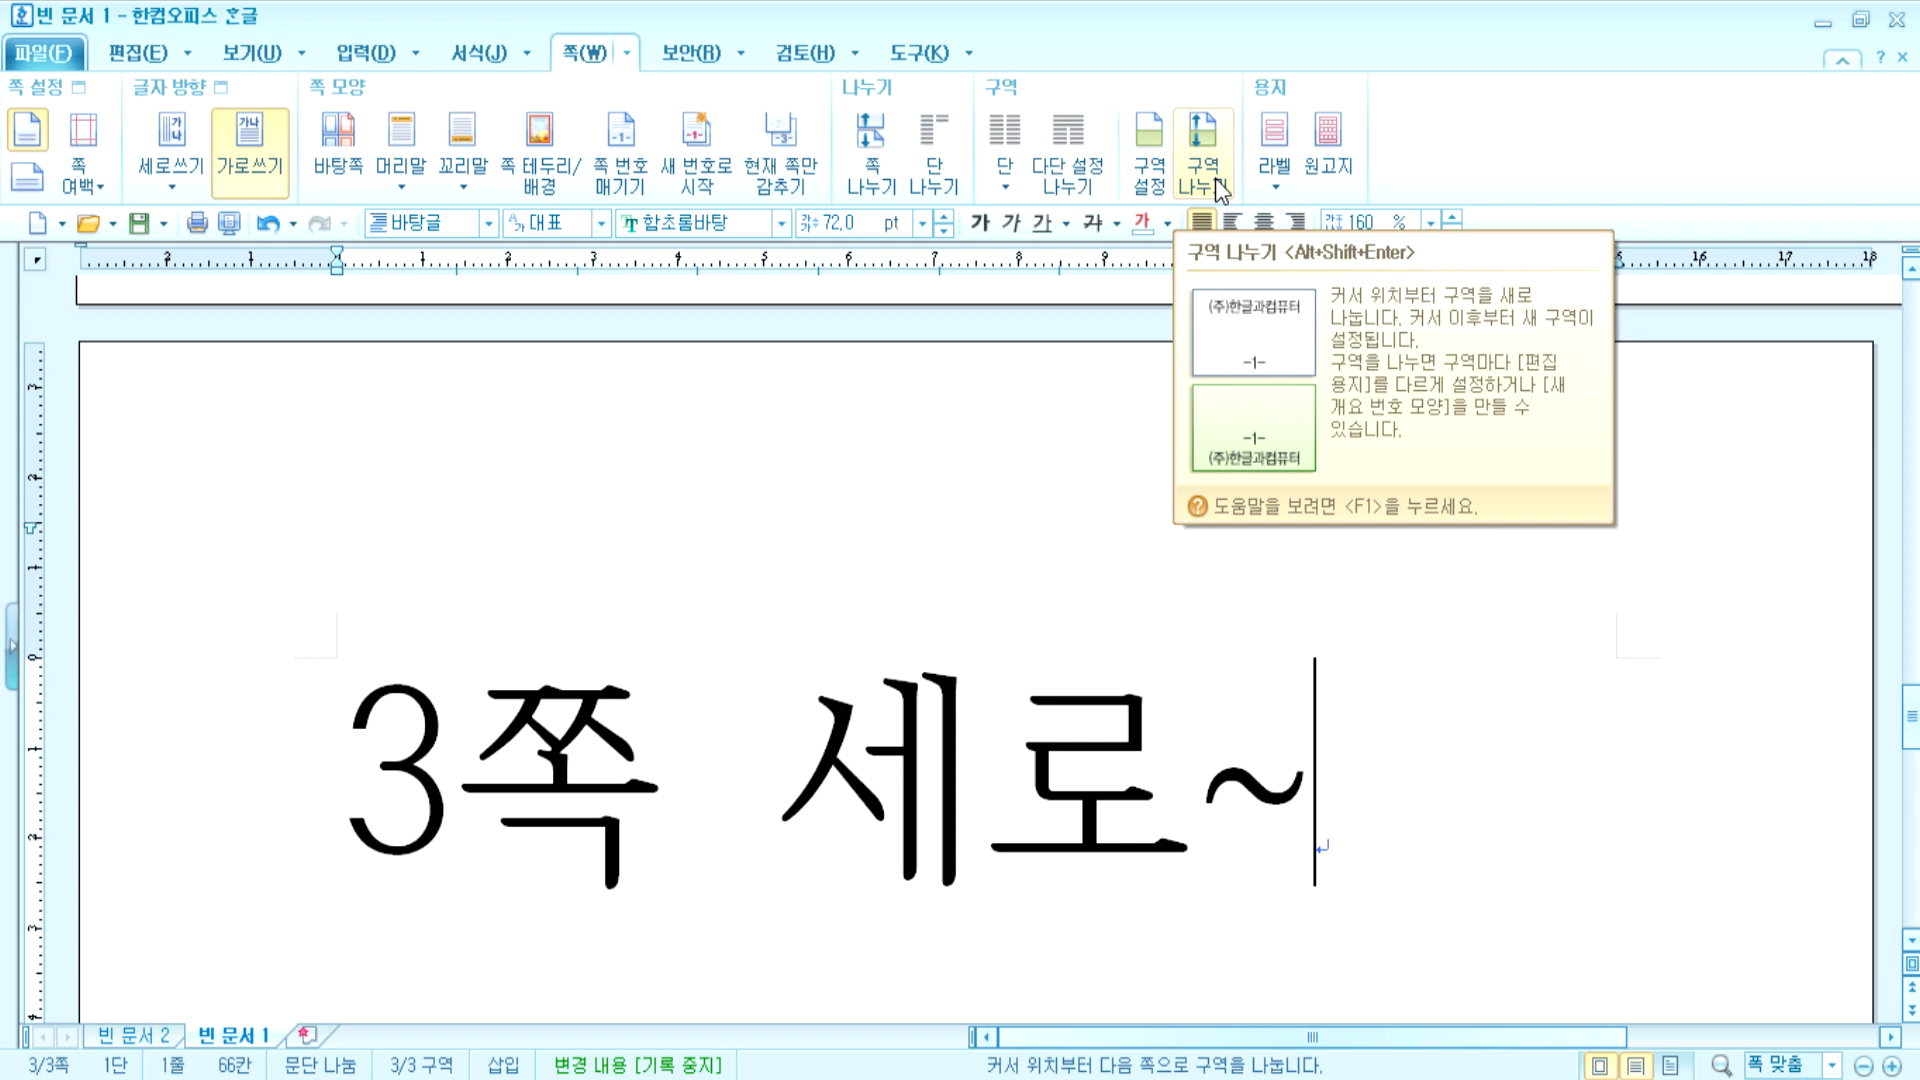 빈 문서 1 - 한컴오피스 한글
파일(F) 편집(E) 보기(U) 입력(D) 서식(J) 쪽(W) 보안(R) 검토(H) 도구(K)
쪽 설정 글자 방향 쪽 모양 나누기 구역 용지
쪽 여백 세로쓰기 가로쓰기 바탕쪽 머리말 꼬리말 쪽 테두리/배경 쪽 번호 매기기 새 번호로 시작 현재 쪽만 감추기 쪽 나누기 단 나누기 단 다단 설정 나누기 구역 설정 구역 나누기 라벨 원고지
바탕글 대표 함초롬바탕 72.0 pt 가 가 가 가 가 160 %
2 1 1 2 3 4 5 6 7 8 9 16 17 18
구역 나누기 <Alt+Shift+Enter>
(주)한글과컴퓨터
-1-
-1-
(주)한글과컴퓨터
커서 위치부터 구역을 새로
나눕니다. 커서 이후부터 새 구역이
설정됩니다.
구역을 나누면 구역마다 [편집
용지]를 다르게 설정하거나 [새
개요 번호 모양]을 만들 수
있습니다.
도움말을 보려면 <F1>을 누르세요.
3쪽 세로~
빈 문서 2 빈 문서 1
3/3쪽 1단 1줄 66칸 문단 나눔 3/3 구역 삽입 변경 내용 [기록 중지] 커서 위치부터 다음 쪽으로 구역을 나눕니다. 폭 맞춤